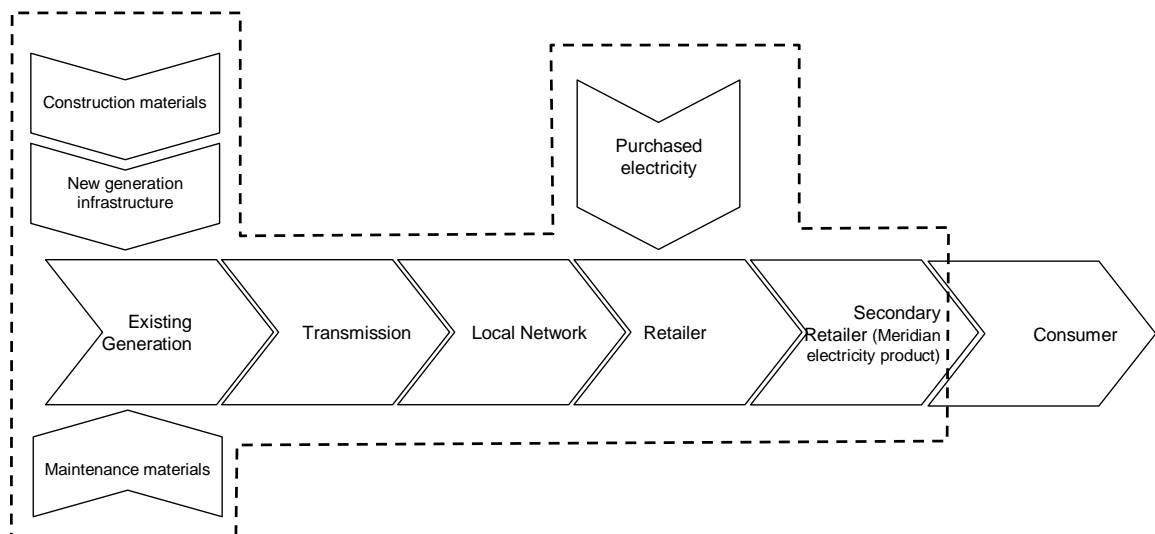 Construction materials
New generation
infrastructure
Purchased
electricity
Existing
Generation
Transmission
Local Network
Retailer
Secondary
Retailer (Meridian
electricity product)
Consumer
Maintenance materials